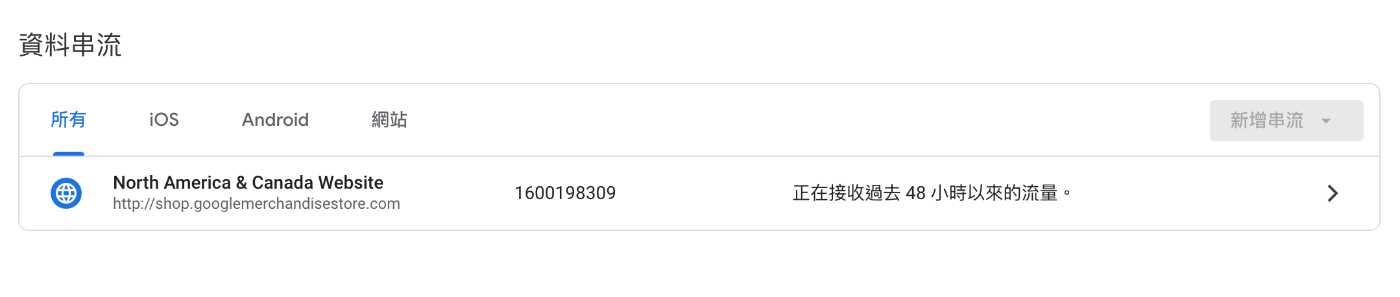 資料串流
所有 iOS Android 網站 新增串流
North America & Canada Website
http://shop.googlemerchandisestore.com
1600198309
正在接收過去 48 小時以來的流量。